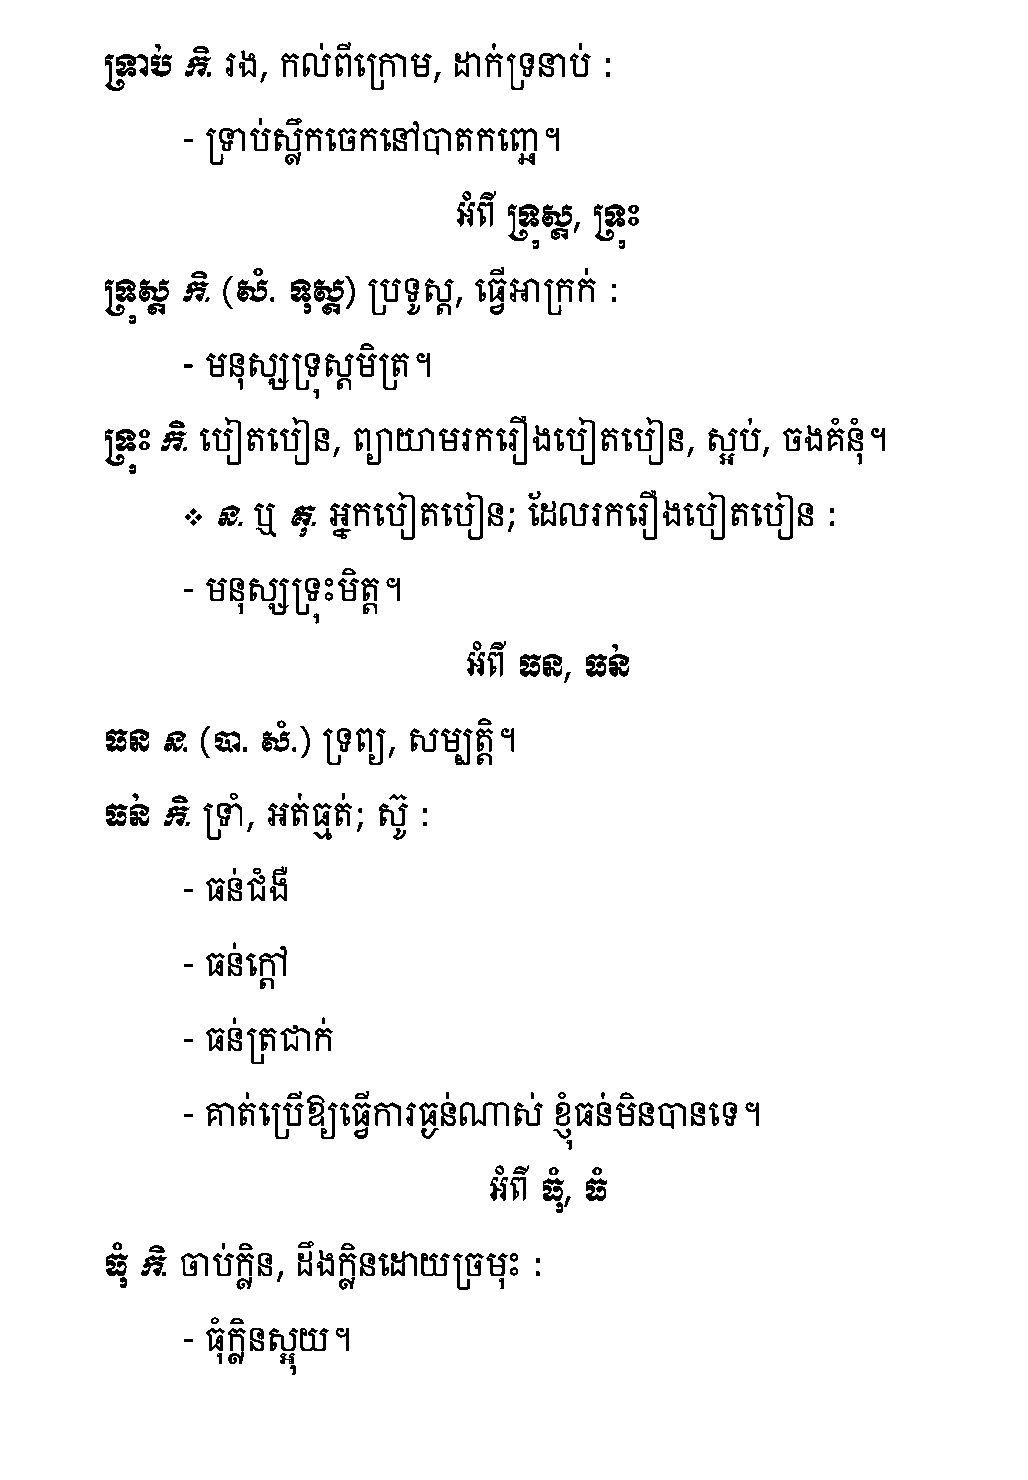 ទ្រាប់ កិ. រង, កល់ពីក្រោម, ដាក់ទ្រនាប់ :
- ទ្រាប់ស្លឹកចេកនៅបាតកញ្ឆេ។
អំពី ទ្រុស្ត, ទ្រុះ
ទ្រុស្ត កិ. (សំ. ទុស្ត) ប្រទូស្ត, ធ្វើអាក្រក់ :
- មនុស្សទ្រុស្តមិត្រ។
ទ្រុះ កិ. បៀតបៀន, ព្យាយាមរករឿងបៀតបៀន, ស្អប់, ចងគំនុំ។
❖ ន. ឬ គុ. អ្នកបៀតបៀន; ដែលរករឿងបៀតបៀន :
- មនុស្សទ្រុះមិត្ត។
អំពី ធន, ធន់
ធន ន. (បា. សំ.) ទ្រព្យ, សម្បត្តិ។
ធន់ កិ. ទ្រាំ, អត់ធ្មត់; ស៊ូ :
- ធន់ជំងឺ
- ធន់ក្ដៅ
- ធន់ត្រជាក់
- គាត់ប្រើឱ្យធ្វើការធ្ងន់ណាស់ ខ្ញុំធន់មិនបានទេ។
អំពី ធុំ, ធំ
ធុំ កិ. ចាប់ក្លិន, ដឹងក្លិនដោយច្រមុះ :
- ធុំក្លិនស្អុយ។